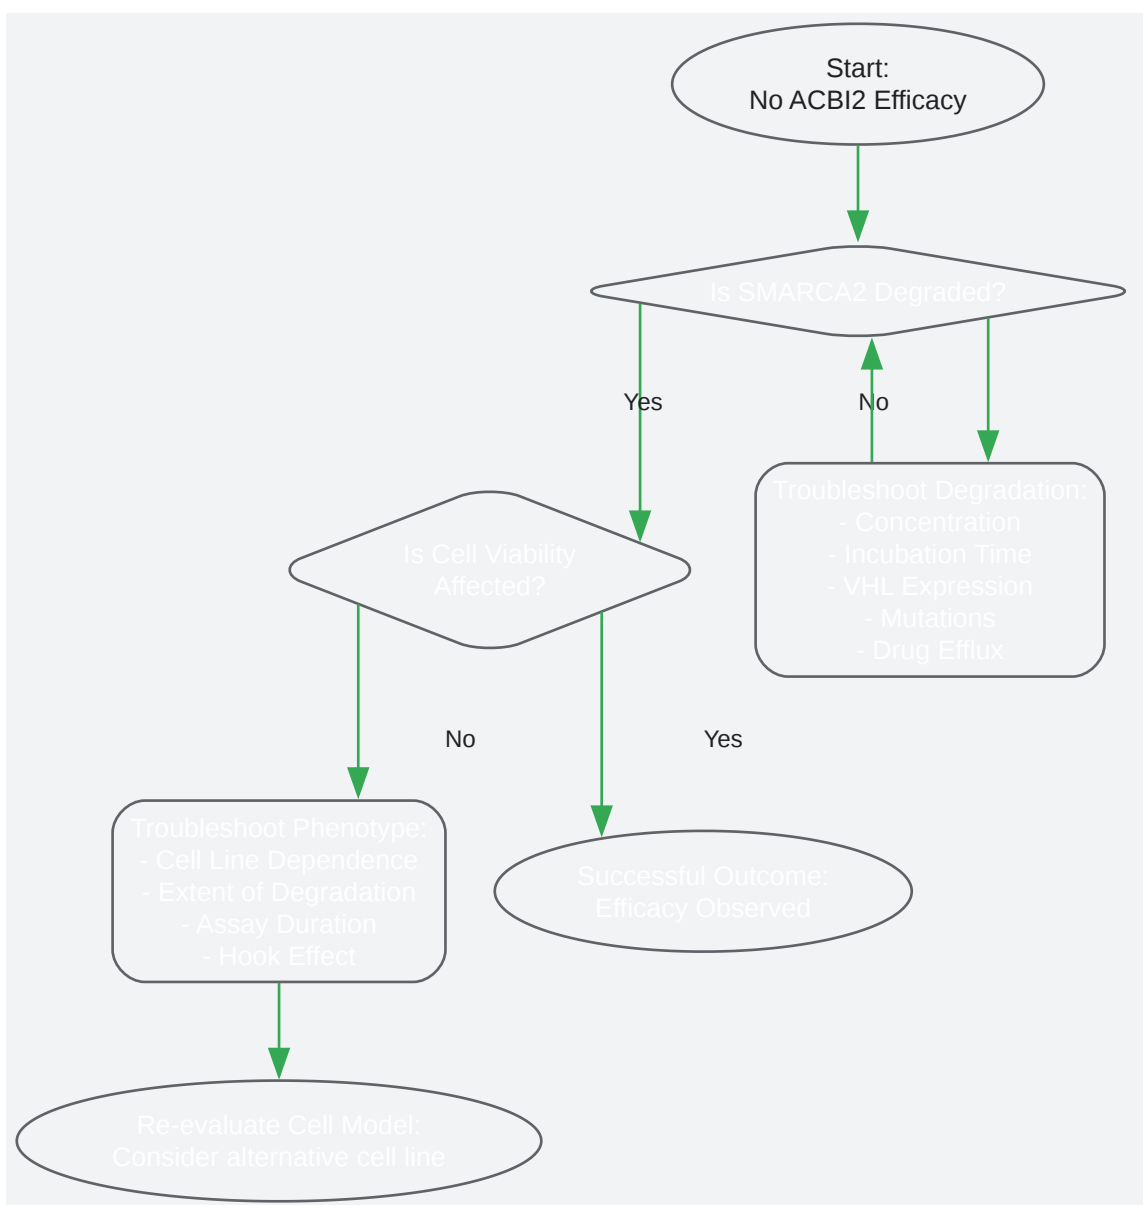 Start:
No ACBI2 Efficacy
Is SMARCA2 Degraded?
Yes
No
Troubleshoot Degradation:
- Concentration
- Incubation Time
- VHL Expression
- Mutations
- Drug Efflux
Is Cell Viability
Affected?
No
Yes
Troubleshoot Phenotype:
- Cell Line Dependence
- Extent of Degradation
- Assay Duration
- Hook Effect
Successful Outcome:
Efficacy Observed
Re-evaluate Cell Model:
Consider alternative cell line